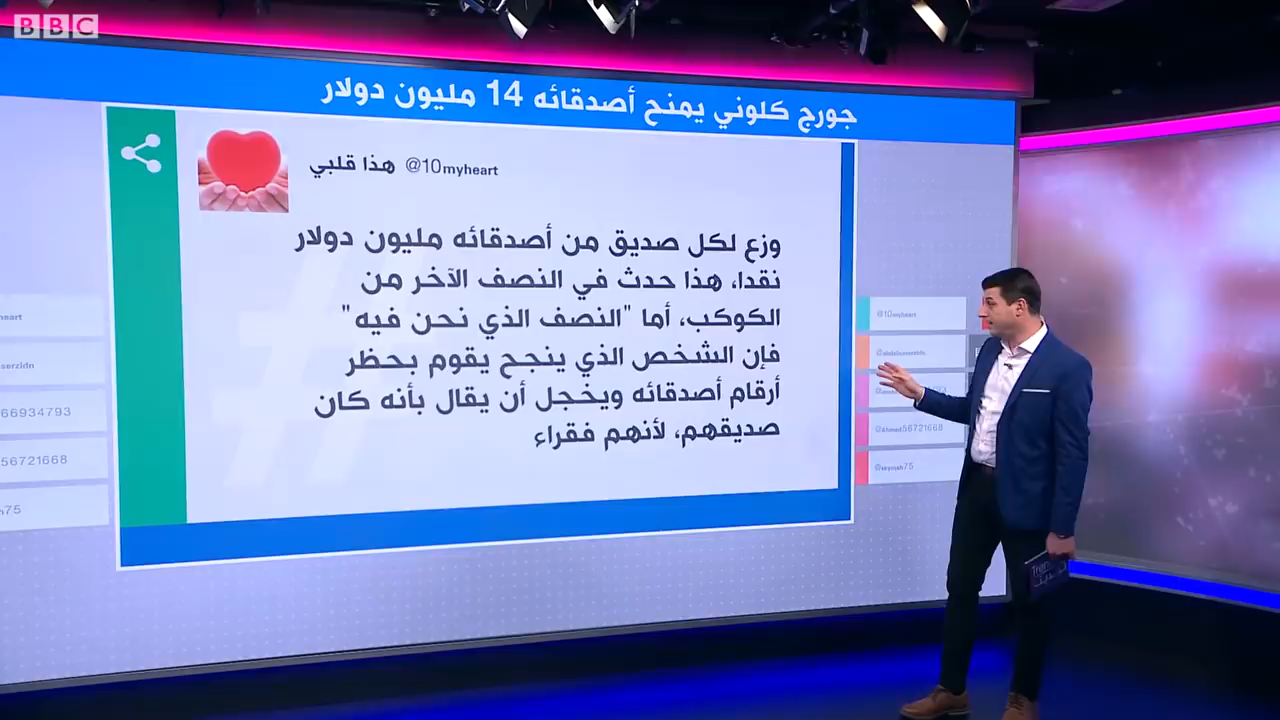 BBC
جورج كلوني يمنح أصدقائه 14 مليون دولار
هذا قلبي @10myheart
وزع لكل صديق من أصدقائه مليون دولار
نقدا، هذا حدث في النصف الآخر من
الكوكب، أما "النصف الذي نحن فيه"
فإن الشخص الذي ينجح يقوم بحظر
أرقام أصدقائه ويخجل أن يقال بأنه كان
صديقهم، لأنهم فقراء
@10myheart
@Ahmed56721668
66934793
56721668